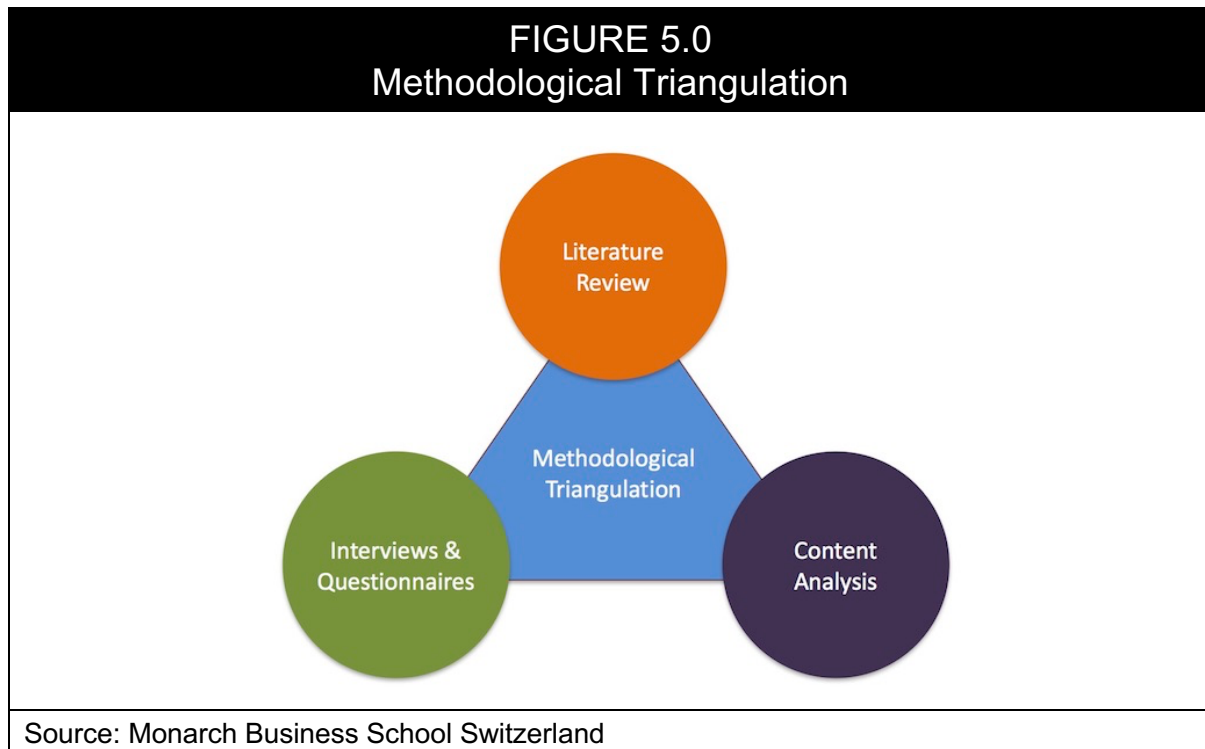 FIGURE 5.0
Methodological Triangulation
Literature
Review
Methodological
Triangulation
Interviews &
Questionnaires
Content
Analysis
Source: Monarch Business School Switzerland